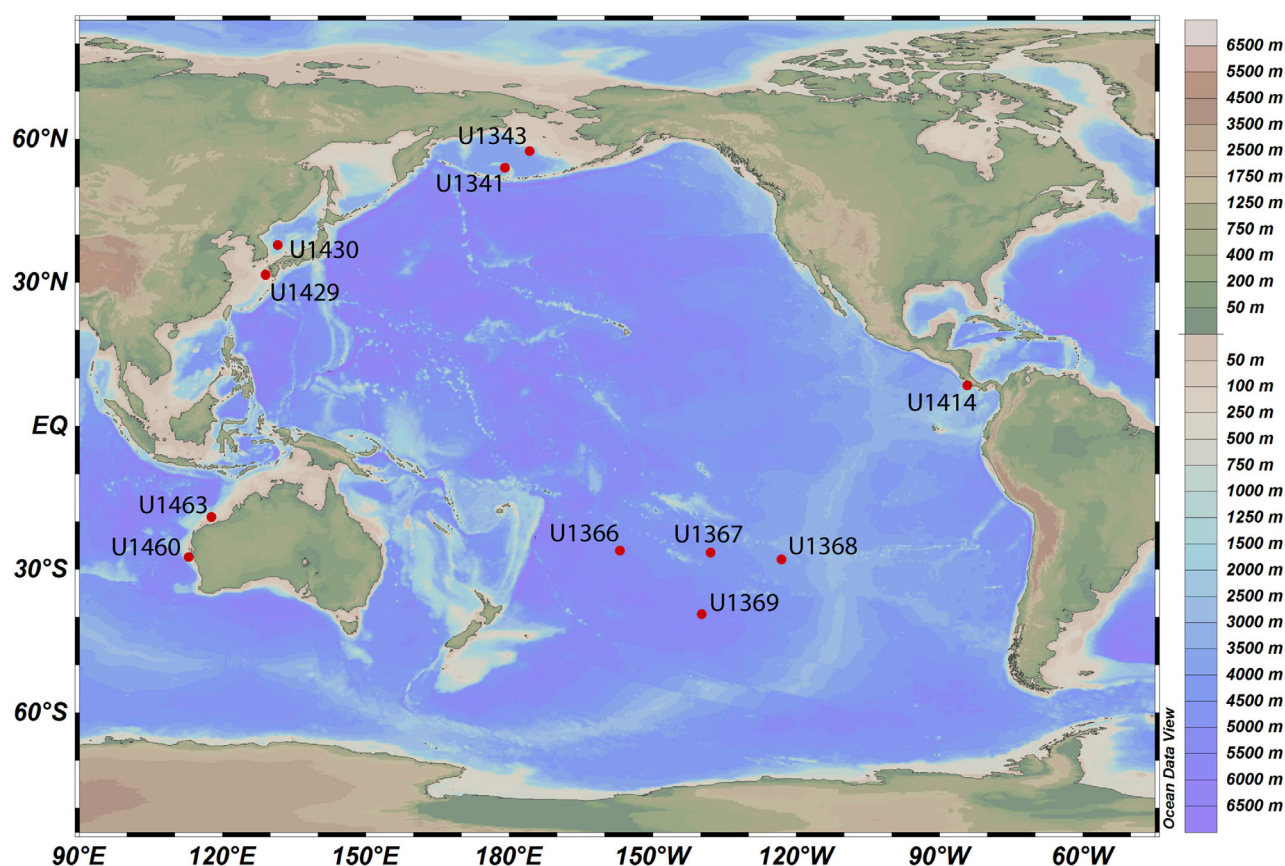 60°N
30°N
EQ
30°S
60°S
90°E
120°E
150°E
180°W
150°W
120°W
90°W
60°W
U1343
U1341
U1430
U1429
U1414
U1463
U1460
U1366
U1367
U1368
U1369
Ocean Data View
6500 m
5500 m
4500 m
3500 m
2500 m
1750 m
1250 m
750 m
400 m
200 m
50 m
50 m
100 m
250 m
500 m
750 m
1000 m
1250 m
1500 m
2000 m
2500 m
3000 m
3500 m
4000 m
4500 m
5000 m
5500 m
6000 m
6500 m